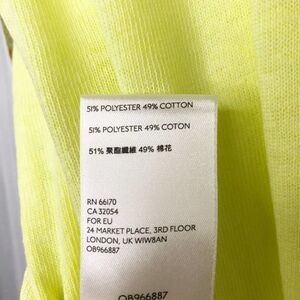 51% POLYESTER 49% COTTON
51% POLYESTER 49% COTON
51% 聚酯纖維 49% 棉花
RN 66170
CA 32054
FOR EU
24 MARKET PLACE, 3RD FLOOR
LONDON, UK WIW8AN
OB966887
OB966887